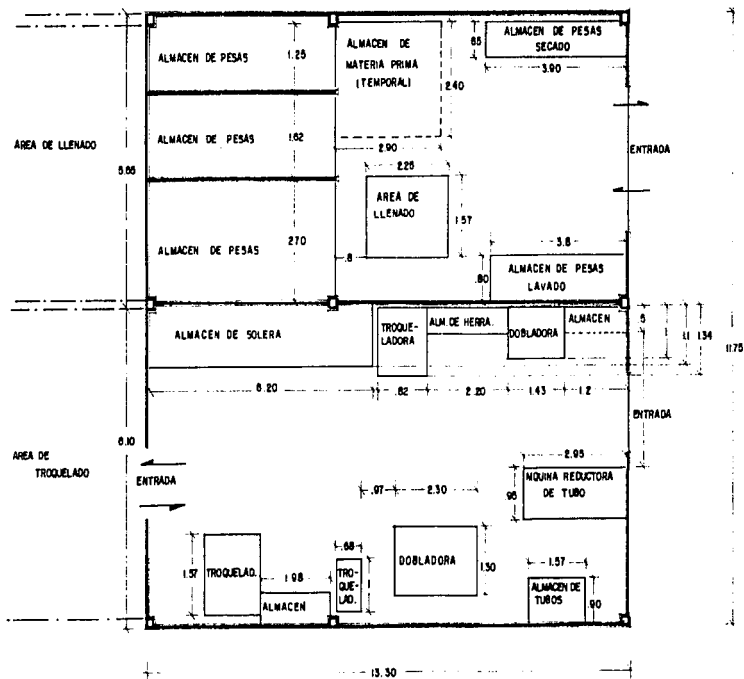 ALMACEN DE PESAS
1.25
ALMACEN DE
MATERIA PRIMA
(TEMPORAL)
2.40
.65
ALMACEN DE PESAS
SECADO
3.90
AREA DE LLENADO
5.65
ALMACEN DE PESAS
1.62
2.90
2.25
ENTRADA
AREA DE
LLENADO
1.57
ALMACEN DE PESAS
2.70
.8
3.8
.80
ALMACEN DE PESAS
LAVADO
ALMACEN DE SOLERA
TROQUE-
LADORA
ALM. DE HERRA.
DOBLADORA
ALMACEN
.5
1.1
1.34
11.75
6.20
.82
2.20
1.43
1.2
6.10
ENTRADA
AREA DE
TROQUELADO
ENTRADA
.97
2.30
2.95
.95
MQUINA REDUCTORA
DE TUBO
1.57
TROQUELAD.
1.98
ALMACEN
.68
TRO-
QUE-
LAD.
DOBLADORA
1.30
1.57
ALMACEN DE
TUBOS
.90
13.30